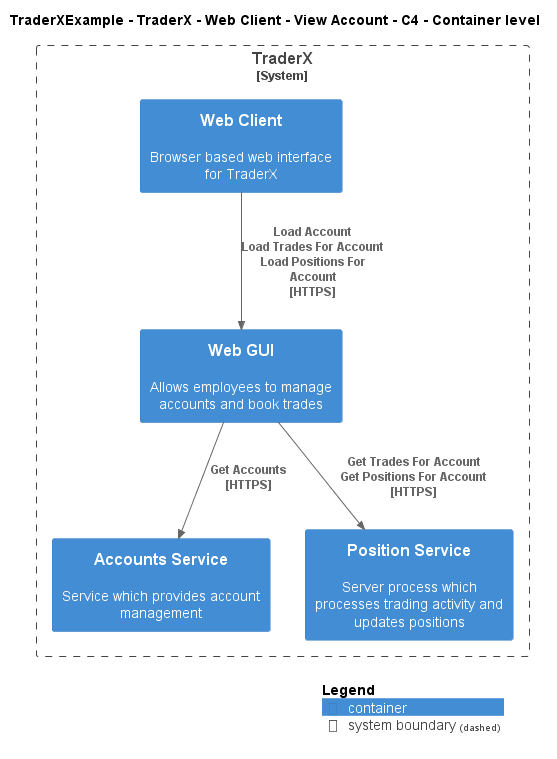 TraderXExample - TraderX - Web Client - View Account - C4 - Container level
TraderX
[System]
Web Client
Browser based web interface
for TraderX
Load Account
Load Trades For Account
Load Positions For
Account
[HTTPS]
Web GUI
Allows employees to manage
accounts and book trades
Get Accounts
[HTTPS]
Get Trades For Account
Get Positions For Account
[HTTPS]
Accounts Service
Service which provides account
management
Position Service
Server process which
processes trading activity and
updates positions
Legend
container
system boundary (dashed)